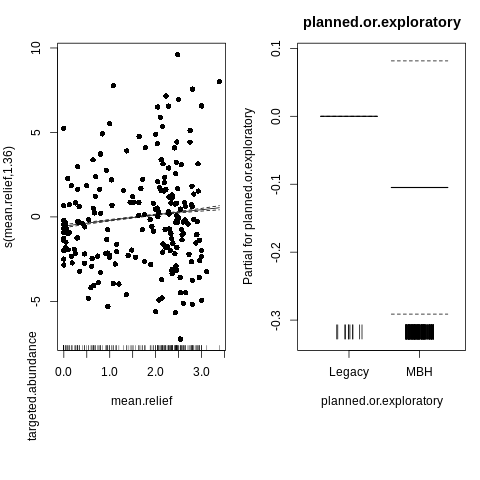 targeted.abundance
s(mean.relief,1.36)
10
5
0
-5
0.0 1.0 2.0 3.0
mean.relief
planned.or.exploratory
Partial for planned.or.exploratory
0.1
0.0
-0.1
-0.2
-0.3
Legacy MBH
planned.or.exploratory